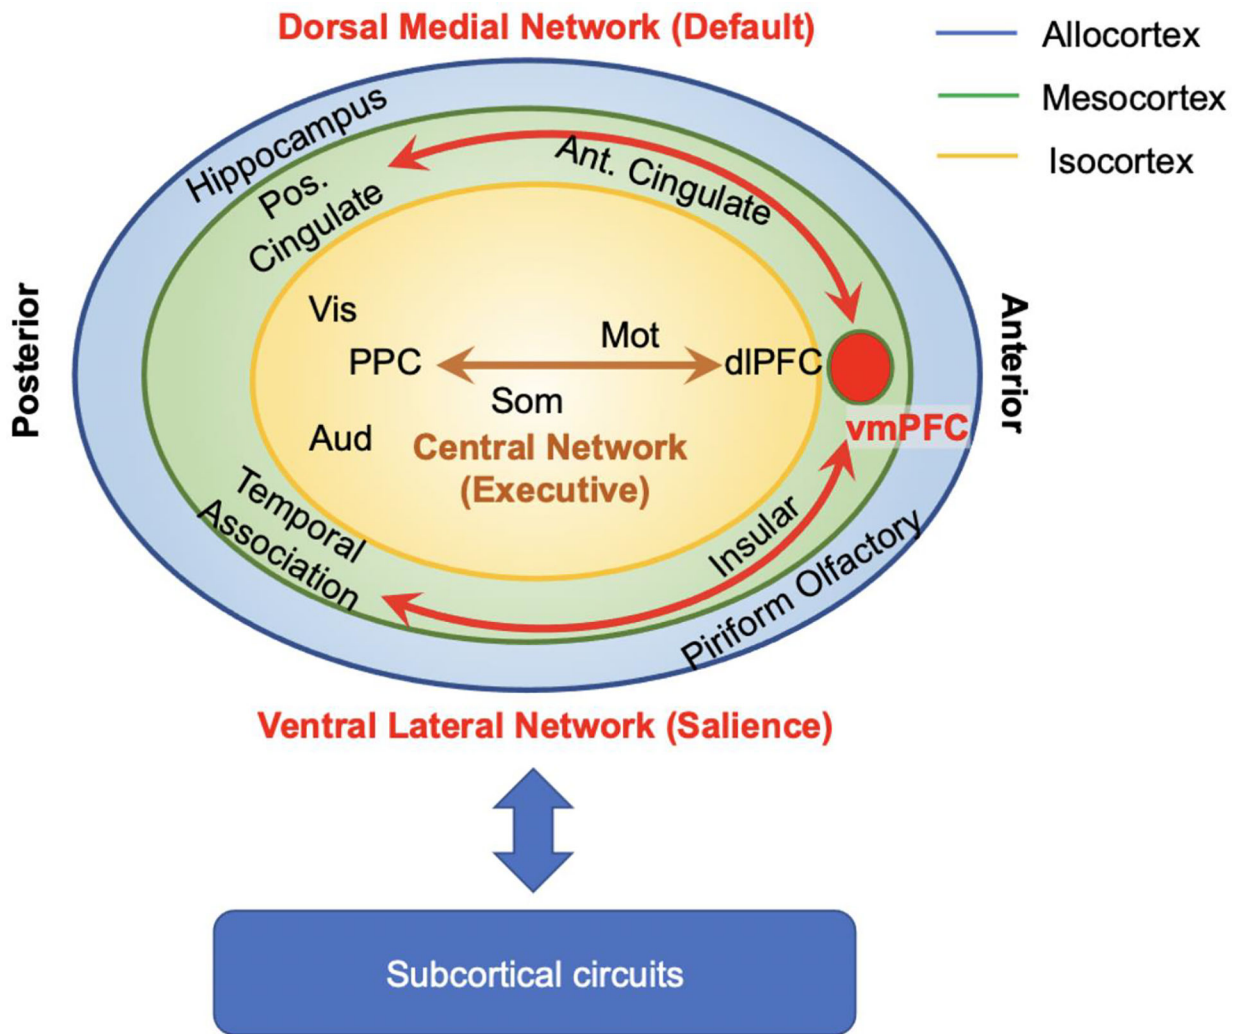 Dorsal Medial Network (Default)
Allocortex
Mesocortex
Isocortex
Hippocampus
Pos.
Cingulate
Ant. Cingulate
Posterior
Anterior
Vis
PPC
Mot
dlPFC
Som
Aud
Central Network
(Executive)
vmPFC
Temporal
Association
Insular
Piriform Olfactory
Ventral Lateral Network (Salience)
Subcortical circuits